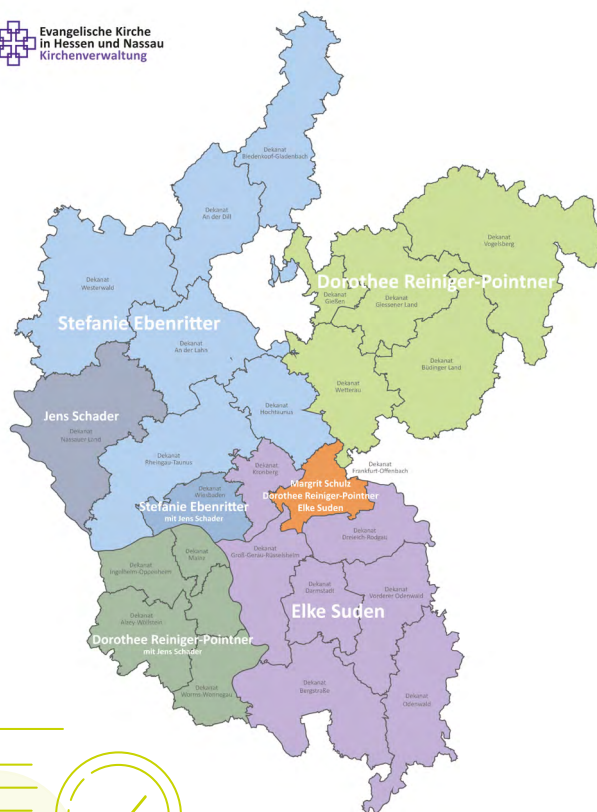 Evangelische Kirche
in Hessen und Nassau
Kirchenverwaltung
Dekanat
Biedenkopf-Gladenbach
Dekanat
An der Dill
Dekanat
Vogelsberg
Dekanat
Westerwald
Dorothee Reiniger-Pointner
Dekanat
Gießen
Dekanat
Giessener Land
Stefanie Ebenritter
Dekanat
An der Lahn
Dekanat
Büdinger Land
Dekanat
Wetterau
Dekanat
Hochtaunus
Jens Schader
Dekanat
Nassauer Land
Dekanat
Rheingau-Taunus
Dekanat
Kronberg
Dekanat
Frankfurt-Offenbach
Margrit Schulz
Dorothee Reiniger-Pointner
Elke Suden
Dekanat
Wiesbaden
Stefanie Ebenritter
mit Jens Schader
Dekanat
Dreieich-Rodgau
Dekanat
Mainz
Dekanat
Groß-Gerau-Rüsselsheim
Dekanat
Ingelheim-Oppenheim
Dekanat
Darmstadt
Dekanat
Vorderer Odenwald
Elke Suden
Dekanat
Alzey-Wöllstein
Dorothee Reiniger-Pointner
mit Jens Schader
Dekanat
Worms-Wonnegau
Dekanat
Bergstraße
Dekanat
Odenwald